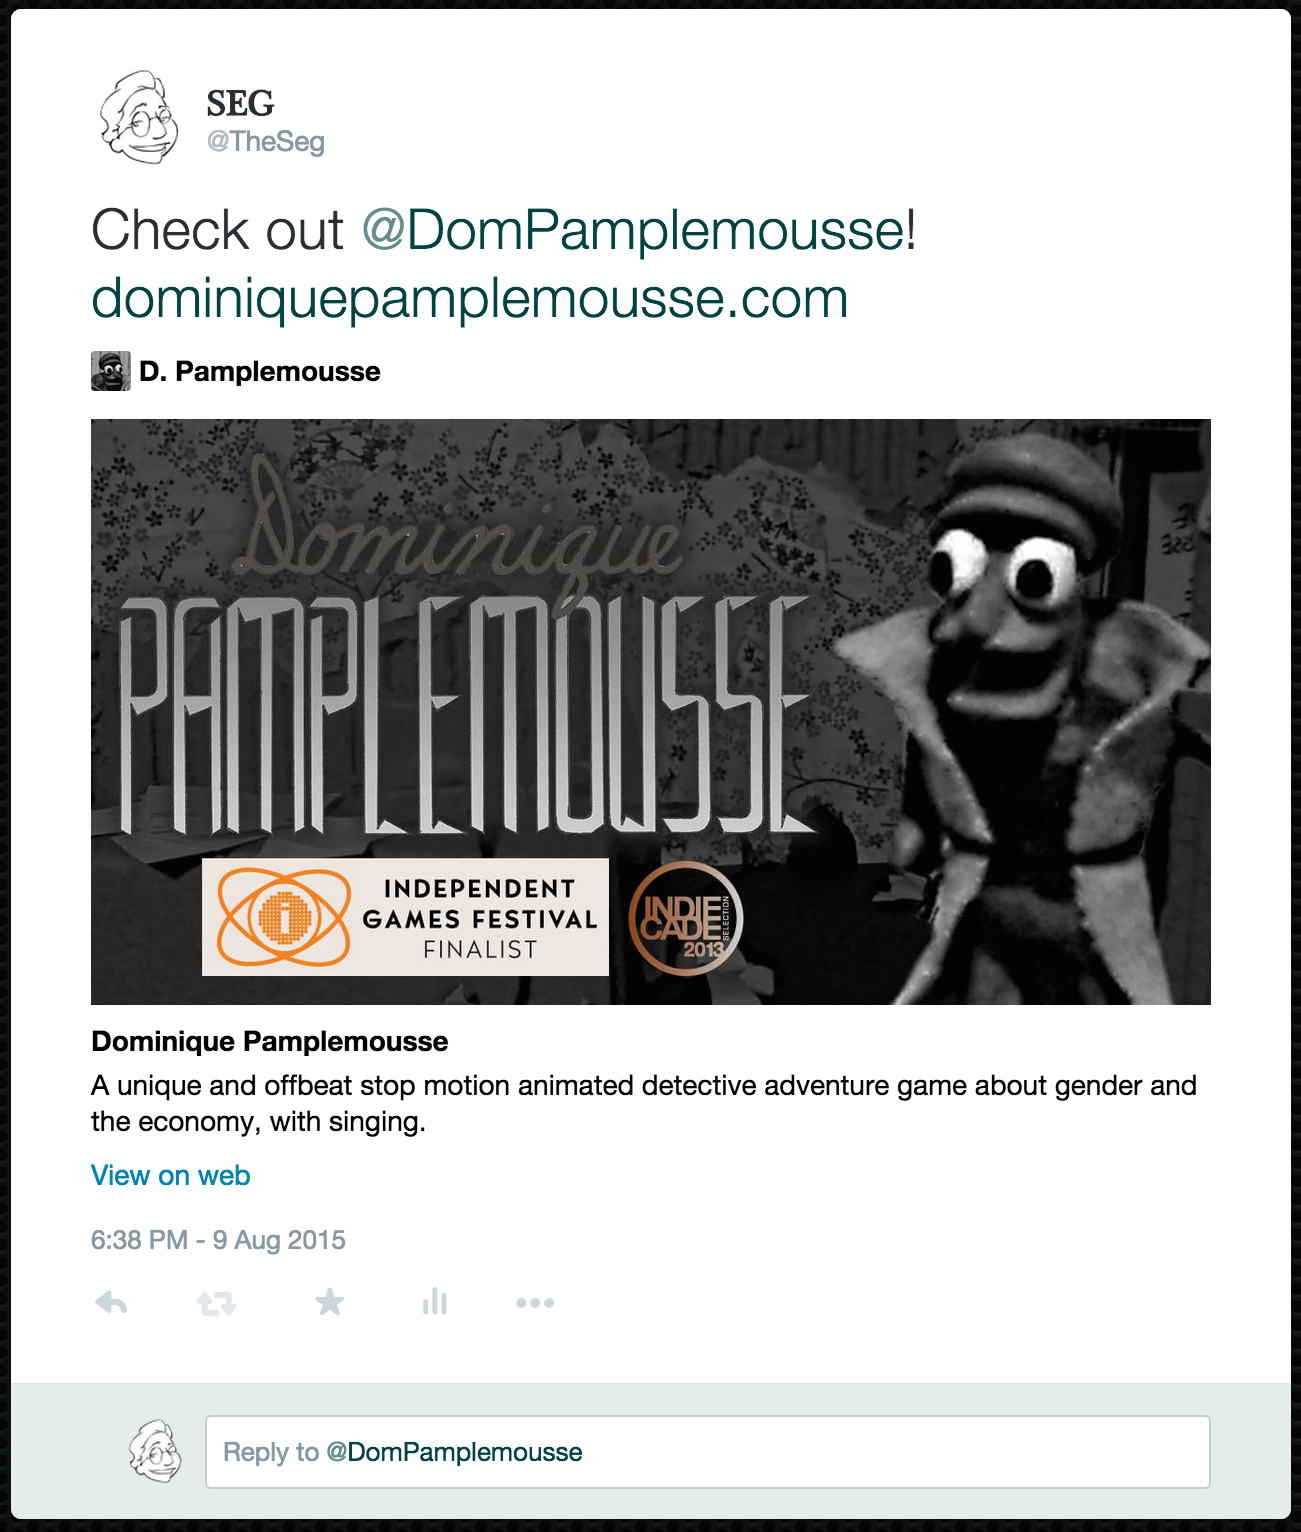 SEG
@TheSeg
Check out @DomPamplemousse!
dominiquepamplemousse.com
D. Pamplemousse
Dominique
PAMPLEMOUSSE
INDEPENDENT
GAMES FESTIVAL
FINALIST
INDIE
CADE
SELECTION
2013
Dominique Pamplemousse
A unique and offbeat stop motion animated detective adventure game about gender and
the economy, with singing.
View on web
6:38 PM - 9 Aug 2015
Reply to @DomPamplemousse